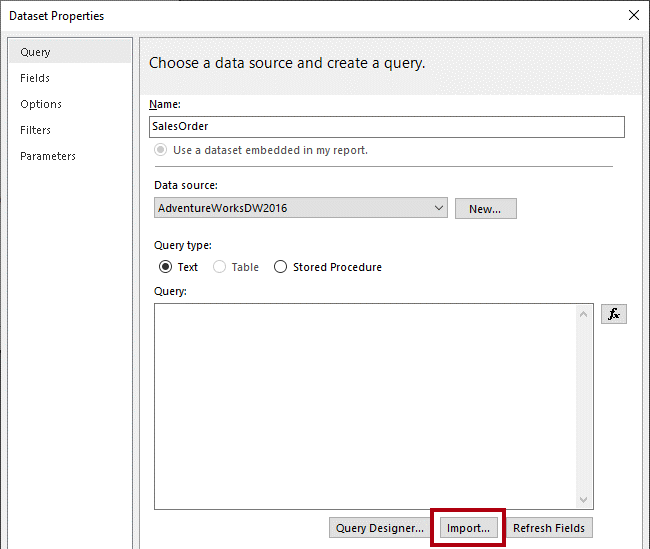 Dataset Properties
Query
Fields
Options
Filters
Parameters
Choose a data source and create a query.
Name:
SalesOrder
Use a dataset embedded in my report.
Data source:
AdventureWorksDW2016
New...
Query type:
Text Table Stored Procedure
Query:
fx
Query Designer... Import... Refresh Fields